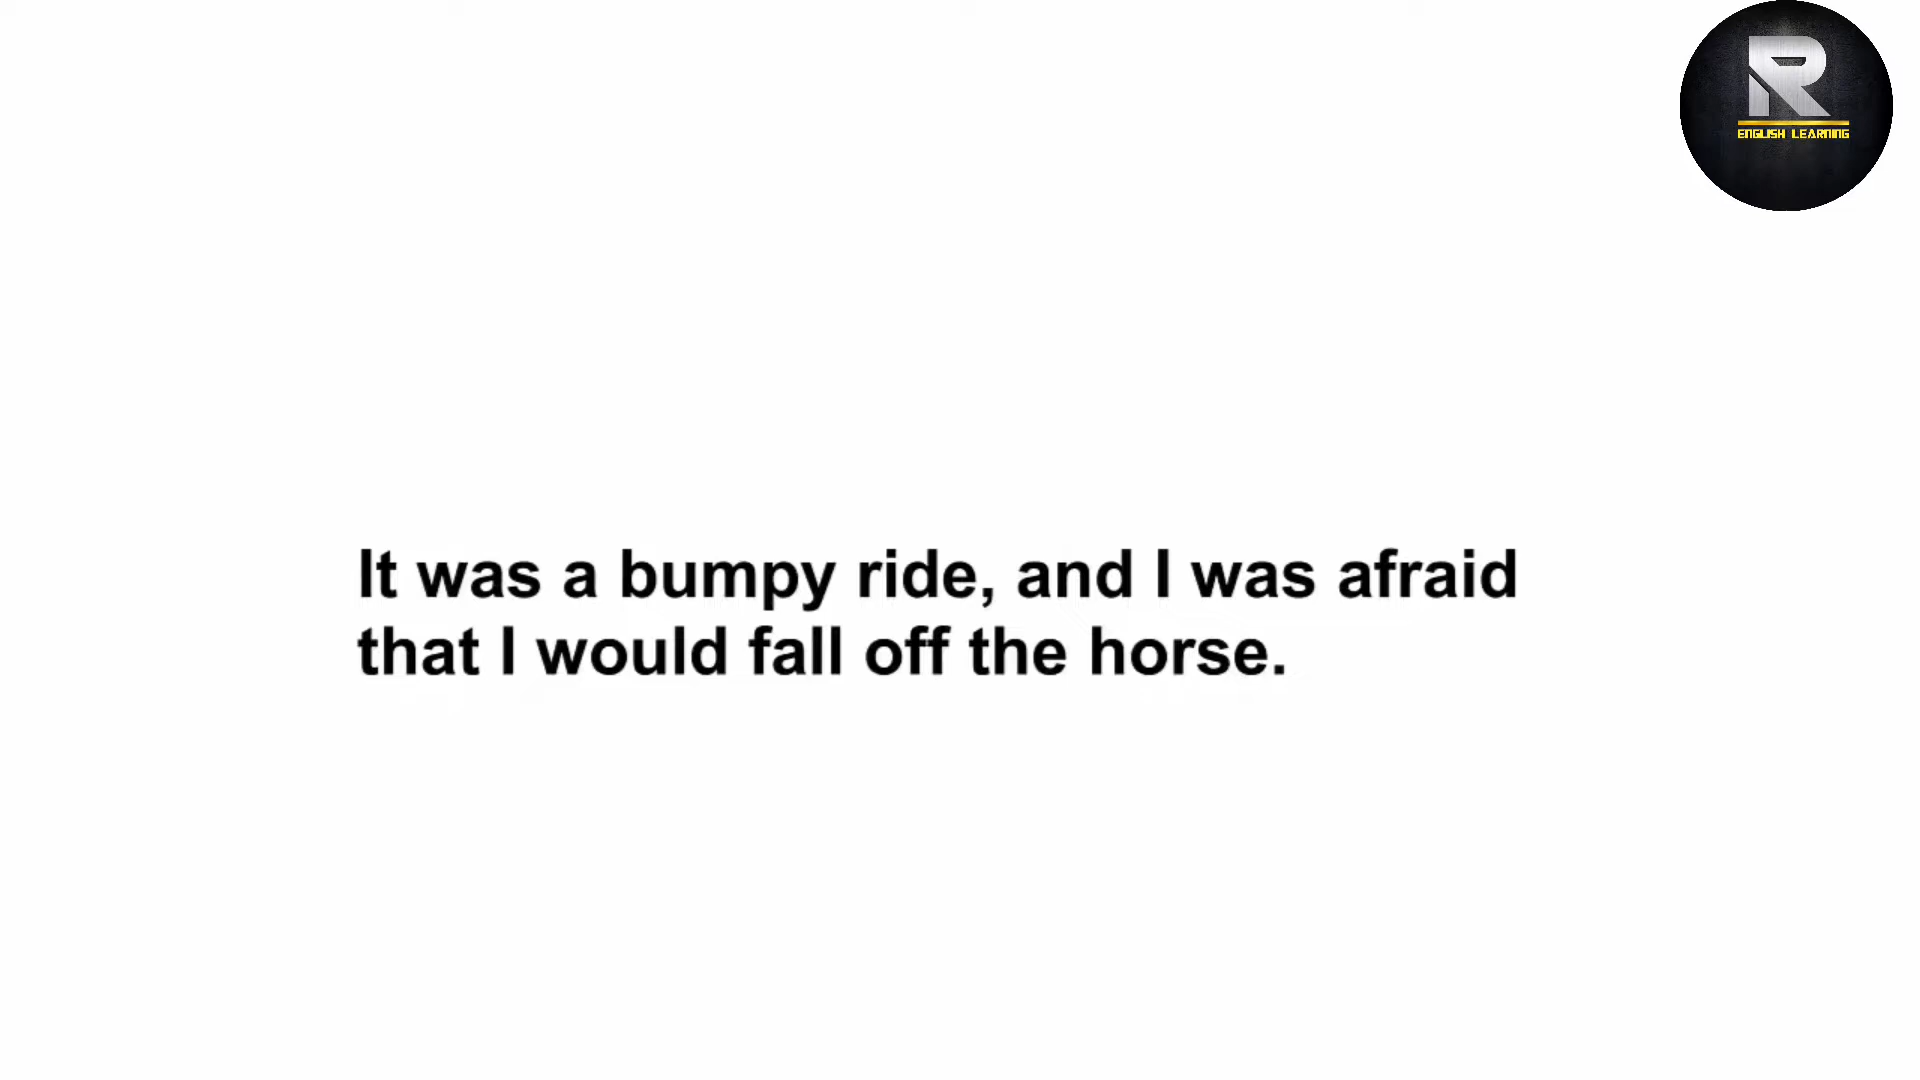 R
ENGLISH LEARNING
It was a bumpy ride, and I was afraid
that I would fall off the horse.